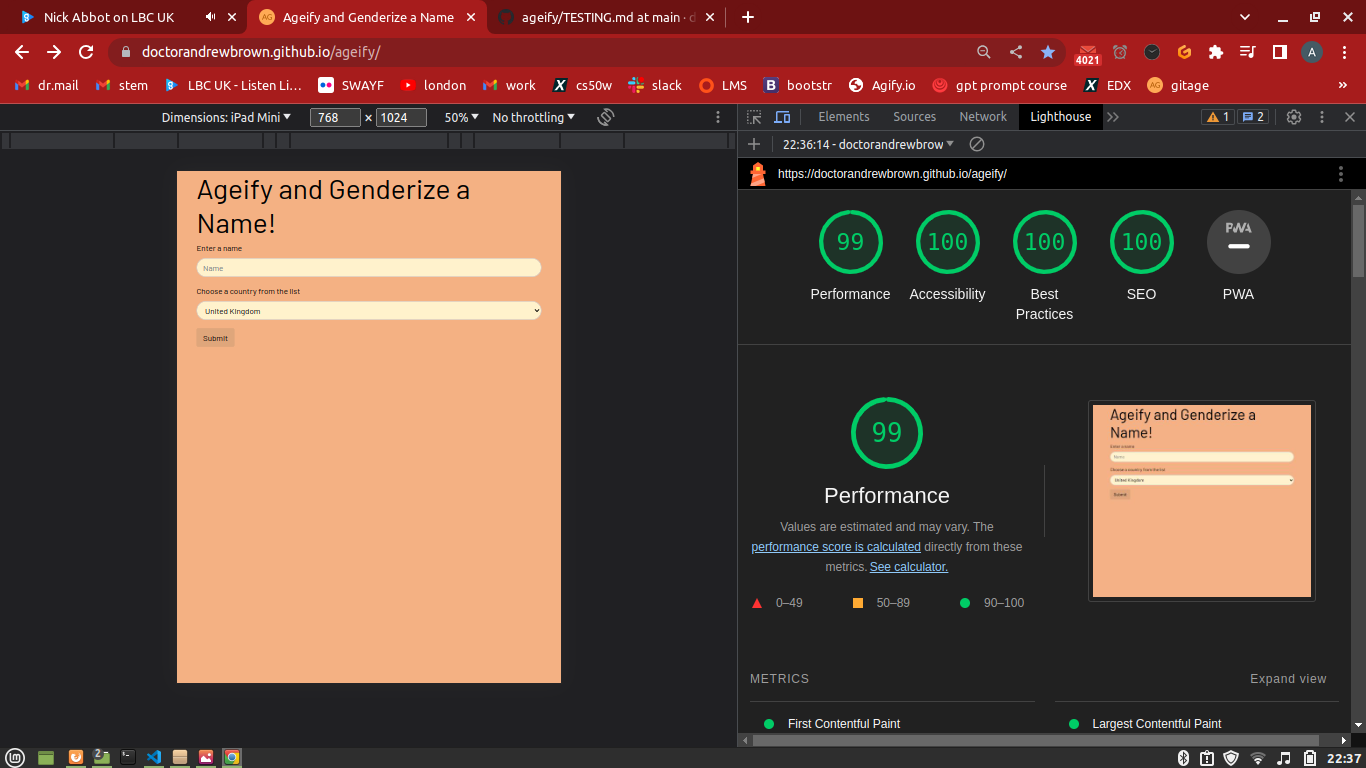 Nick Abbot on LBC UK
Ageify and Genderize a Name
ageify/TESTING.md at main · d
doctorandrewbrown.github.io/ageify/
4021
A
dr.mail
stem
LBC UK - Listen Li…
SWAYF
london
work
cs50w
slack
LMS
bootstr
Agify.io
gpt prompt course
EDX
gitage
»
Dimensions: iPad Mini
768
×
1024
50%
No throttling
Elements
Sources
Network
Lighthouse
1
2
22:36:14 - doctorandrewbrow
https://doctorandrewbrown.github.io/ageify/
Ageify and Genderize a
Name!
Enter a name
Name
Choose a country from the list
United Kingdom
Submit
99
100
100
100
PWA
Performance
Accessibility
Best
Practices
SEO
PWA
99
Performance
Values are estimated and may vary. The
performance score is calculated directly from these
metrics. See calculator.
0–49
50–89
90–100
Ageify and Genderize a
Name!
Name
United Kingdom
Submit
METRICS
Expand view
First Contentful Paint
Largest Contentful Paint
2
22:37